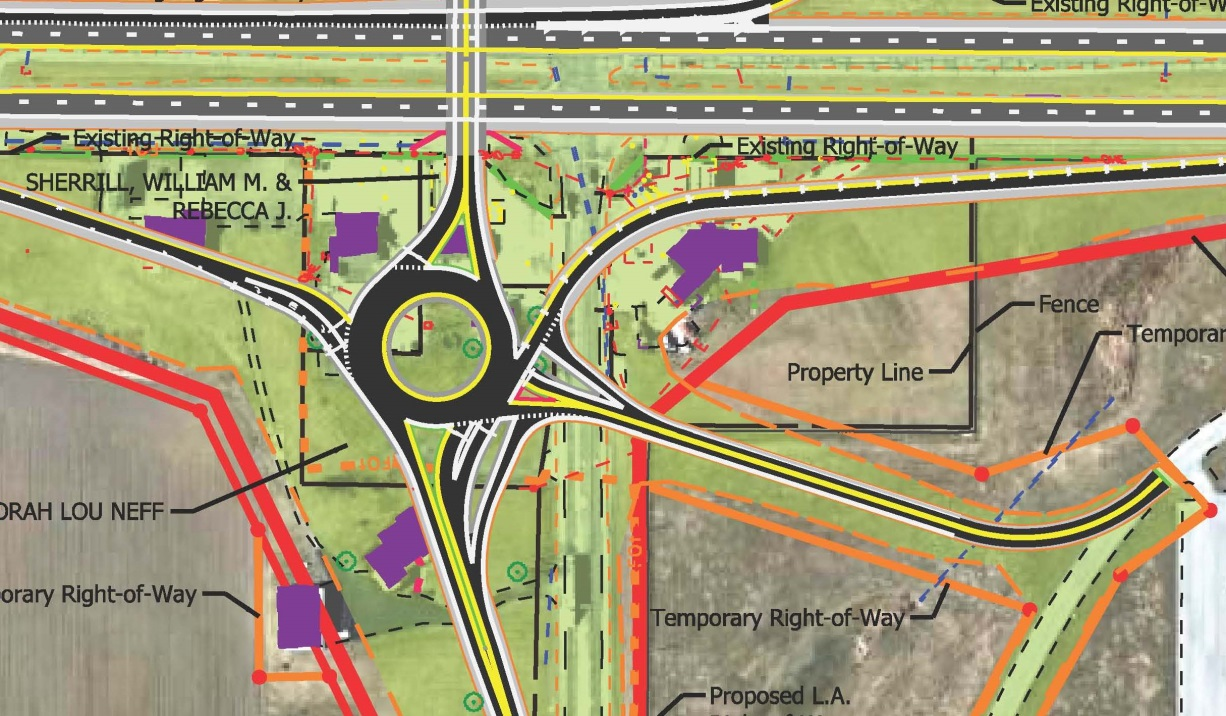 Existing Right-of-W
Existing Right-of-Way
Existing Right-of-Way
SHERRILL, WILLIAM M. &
REBECCA J.
Fence
Temporar
Property Line
ORAH LOU NEFF
orary Right-of-Way
Temporary Right-of-Way
Proposed L.A.